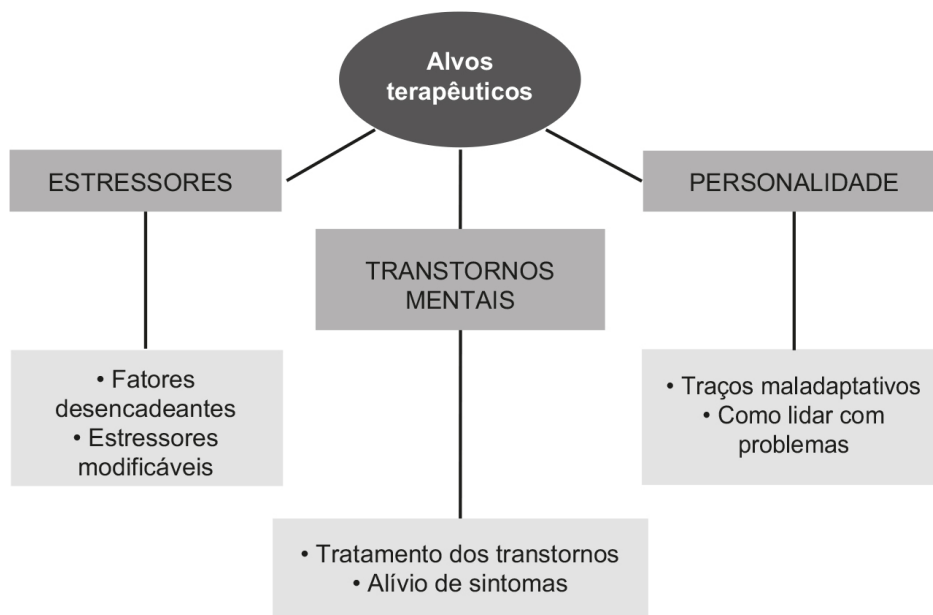 Alvos
terapêuticos
ESTRESSORES
PERSONALIDADE
TRANSTORNOS
MENTAIS
• Fatores
desencadeantes
• Estressores
modificáveis
• Traços maladaptativos
• Como lidar com
problemas
• Tratamento dos transtornos
• Alívio de sintomas